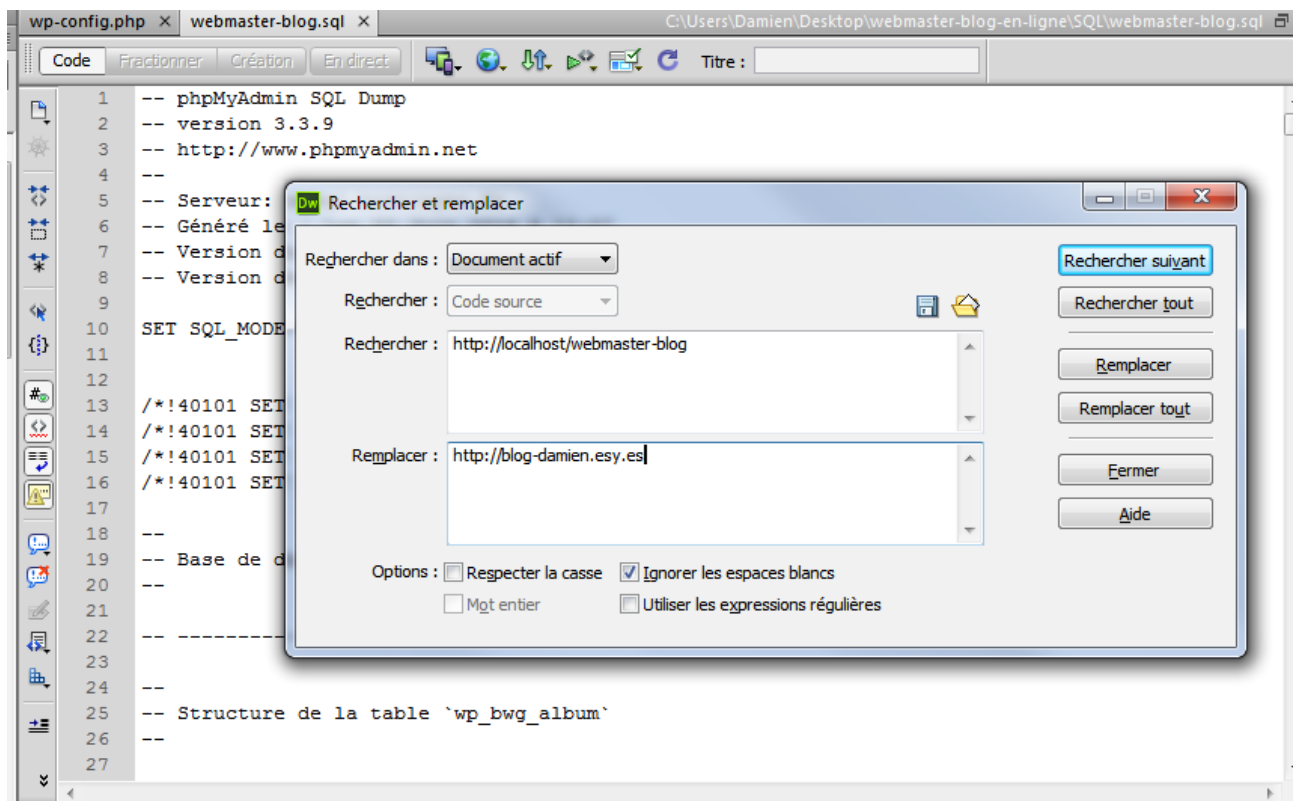 wp-config.php × webmaster-blog.sql × C:\Users\Damien\Desktop\webmaster-blog-en-ligne\SQL\webmaster-blog.sql
Code Fractionner Création En direct Titre :
1 -- phpMyAdmin SQL Dump
2 -- version 3.3.9
3 -- http://www.phpmyadmin.net
4 --
5 -- Serveur:
6 -- Généré le
7 -- Version d
8 -- Version d
9
10 SET SQL_MODE
11
12
13 /*!40101 SET
14 /*!40101 SET
15 /*!40101 SET
16 /*!40101 SET
17
18 --
19 -- Base de d
20 --
21
22 -- ----------
23
24 --
25 -- Structure de la table `wp_bwg_album`
26 --
27
Dw Rechercher et remplacer
Rechercher dans : Document actif
Rechercher : Code source
Rechercher : http://localhost/webmaster-blog
Remplacer : http://blog-damien.esy.es
Options : Respecter la casse Ignorer les espaces blancs
Mot entier Utiliser les expressions régulières
Rechercher suivant
Rechercher tout
Remplacer
Remplacer tout
Fermer
Aide